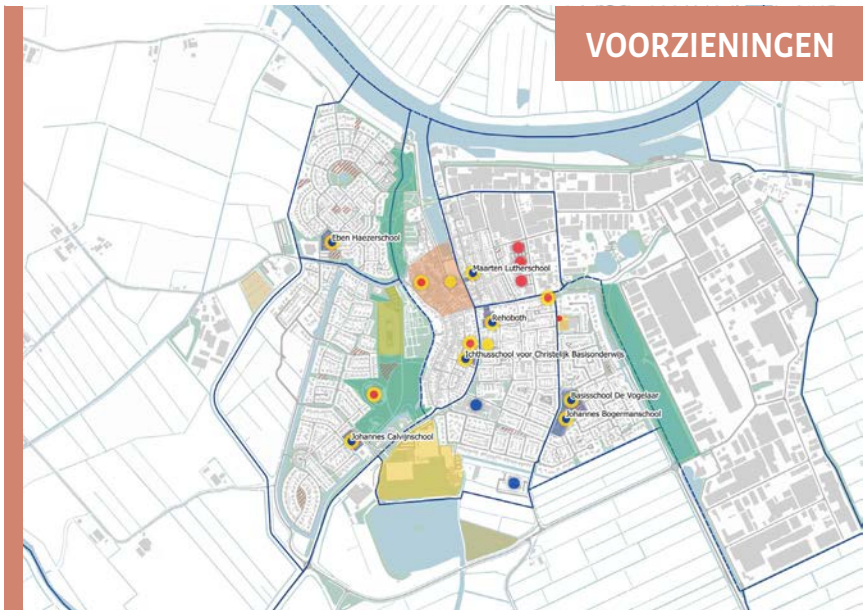 VOORZIENINGEN
Eben Haezerschool
Maarten Lutherschool
Rehoboth
Ichthusschool voor Christelijk Basisonderwijs
Basisschool De Vogelaar
Johannes Bogermanschool
Johannes Calvijnschool